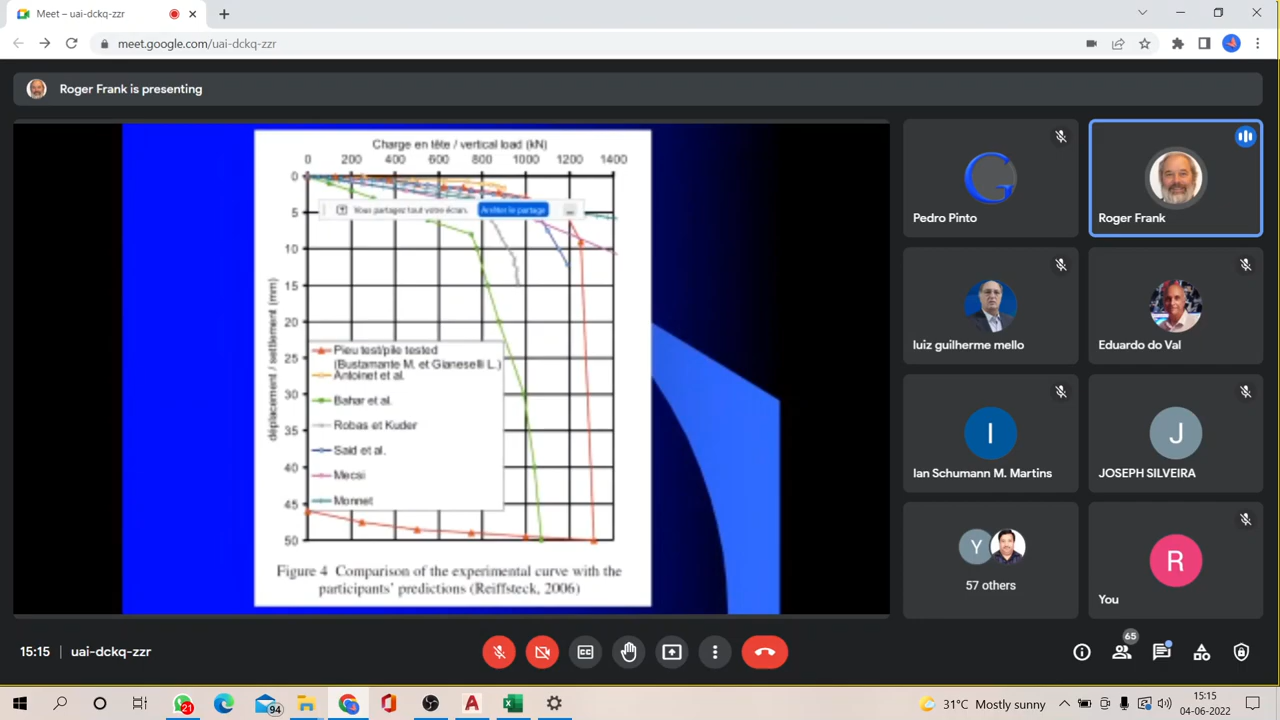 Meet – uai-dckq-zzr
meet.google.com/uai-dckq-zzr
Roger Frank is presenting
Charge en tête / vertical load (kN)
0 200 400 600 800 1000 1200 1400
déplacement / settlement (mm)
0
5
10
15
20
25
30
35
40
45
50
Vous partagez tout votre écran.
Arrêter le partage
Pieu test/pile tested
(Bustamante M. et Gianeselli L.)
Antoinet et al.
Bahar et al.
Robas et Kuder
Said et al.
Mecsi
Monnet
Figure 4 Comparison of the experimental curve with the
participants' predictions (Reiffsteck, 2006)
Pedro Pinto
Roger Frank
luiz guilherme mello
Eduardo do Val
I
Ian Schumann M. Martins
J
JOSEPH SILVEIRA
Y
57 others
R
You
15:15 | uai-dckq-zzr
65
21
94
31°C Mostly sunny
15:15
04-06-2022